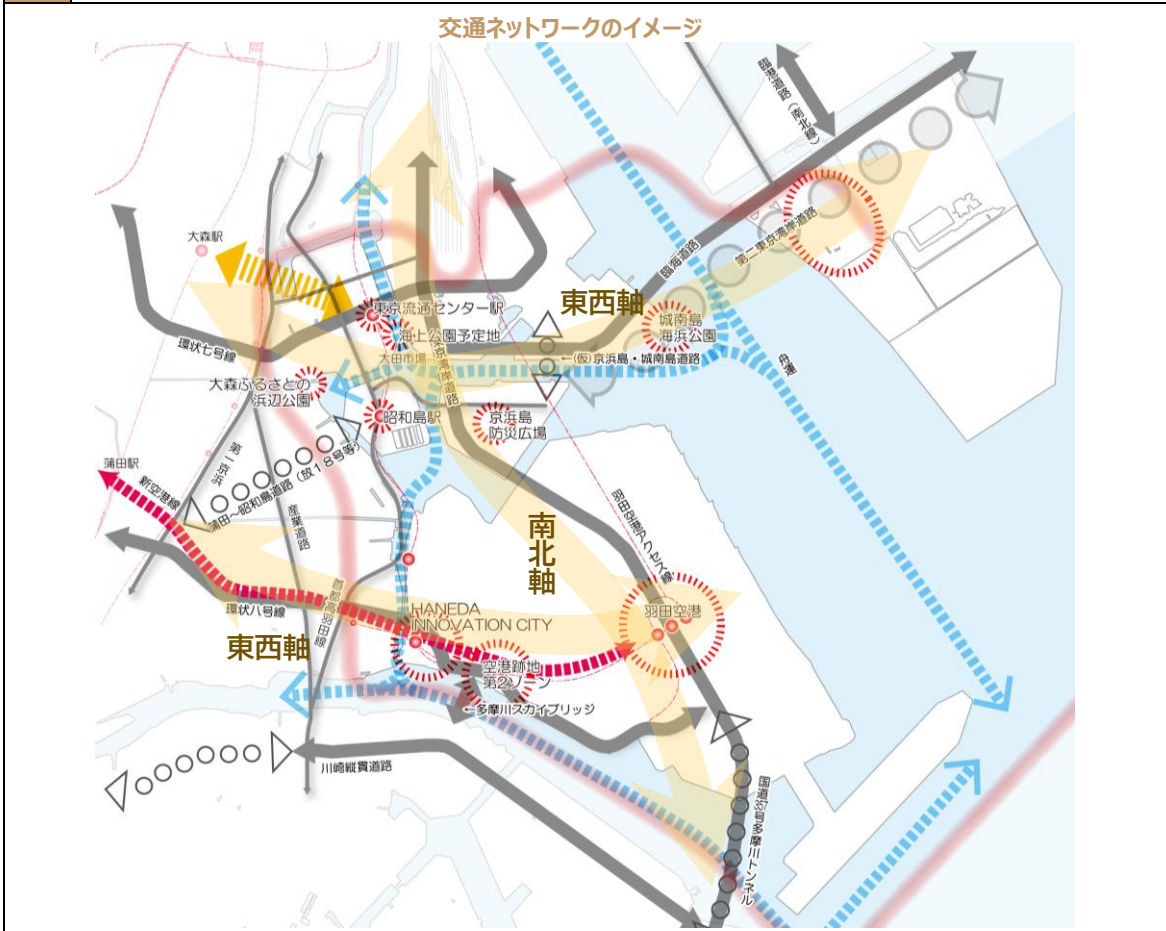 交通ネットワークのイメージ
臨港道路(南北線)
大森駅
臨海道路
第二東京湾岸道路
東西軸
東京流通センター駅
城南島
海浜公園
海上公園予定地
環状七号線
大田市場
東京湾岸道路
←(仮)京浜島・城南島道路
舟運
大森ふるさとの
浜辺公園
昭和島駅
京浜島
防災広場
第一京浜
蒲田駅
新空港線
蒲田~昭和島道路(放18号等)
産業道路
羽田空港アクセス線
南北軸
首都高羽田線
環状八号線
HANEDA
INNOVATION CITY
羽田空港
東西軸
空港跡地
第2ゾーン
←多摩川スカイブリッジ
川崎縦貫道路
国道357号多摩川トンネル